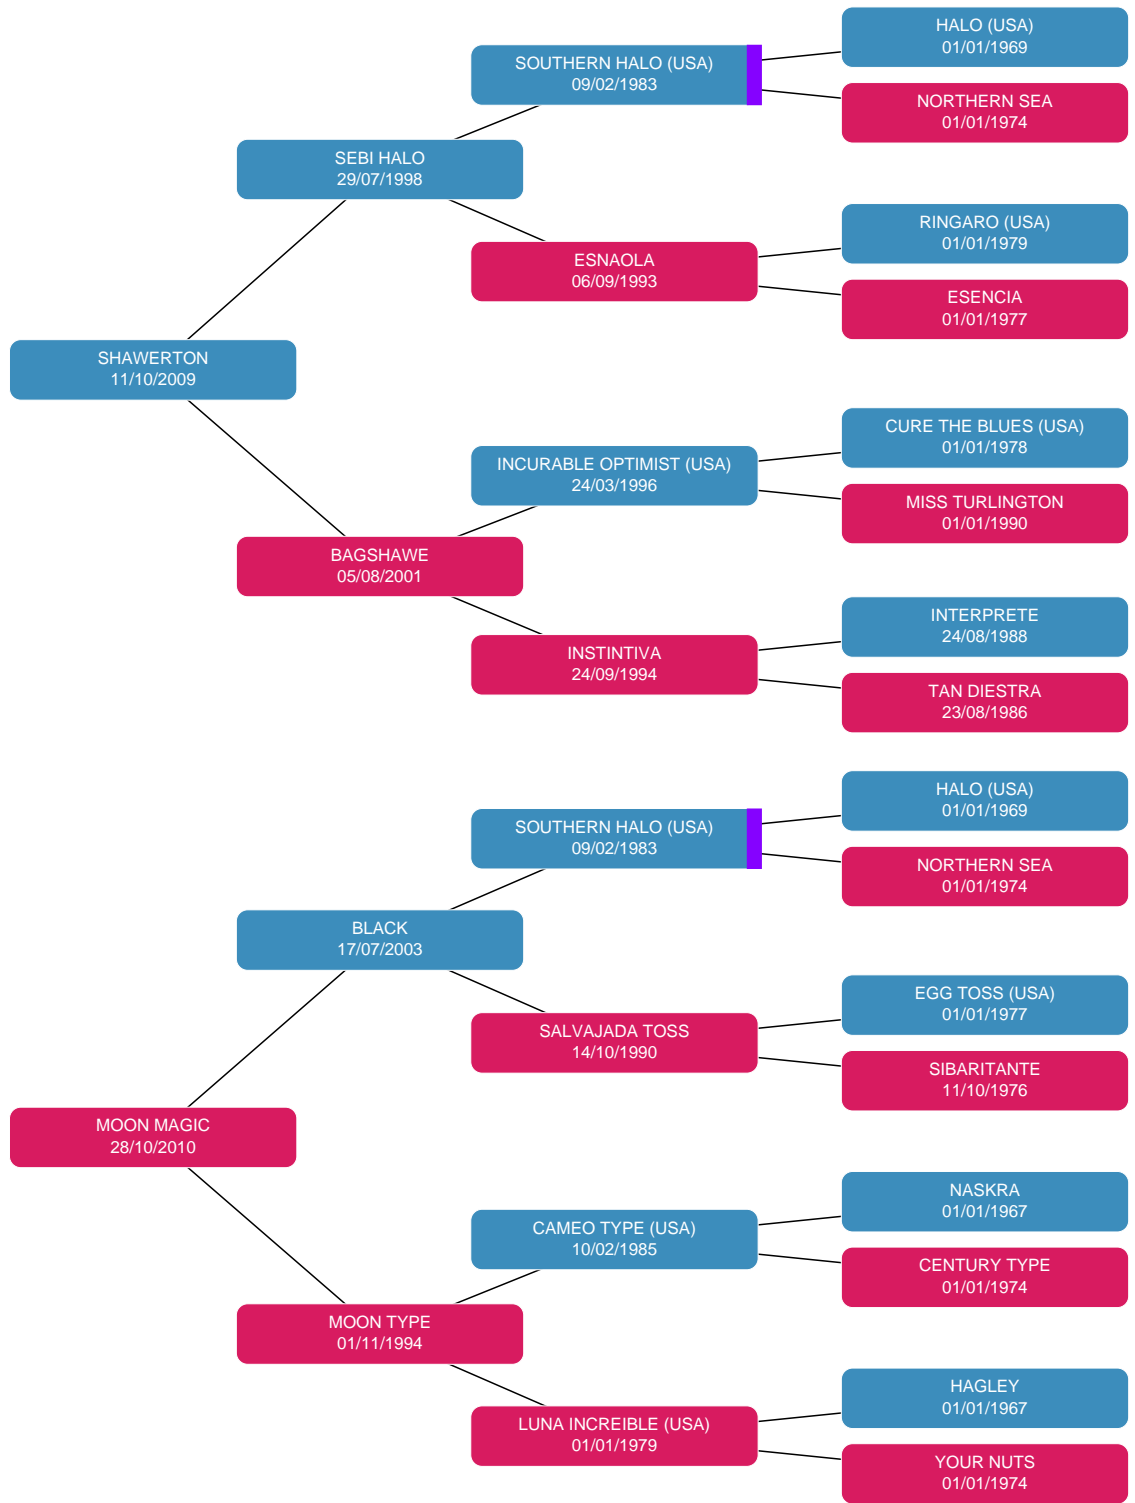 HALO (USA)
01/01/1969
SOUTHERN HALO (USA)
09/02/1983
NORTHERN SEA
01/01/1974
SEBI HALO
29/07/1998
RINGARO (USA)
01/01/1979
ESNAOLA
06/09/1993
ESENCIA
01/01/1977
SHAWERTON
11/10/2009
CURE THE BLUES (USA)
01/01/1978
INCURABLE OPTIMIST (USA)
24/03/1996
MISS TURLINGTON
01/01/1990
BAGSHAWE
05/08/2001
INTERPRETE
24/08/1988
INSTINTIVA
24/09/1994
TAN DIESTRA
23/08/1986
HALO (USA)
01/01/1969
SOUTHERN HALO (USA)
09/02/1983
NORTHERN SEA
01/01/1974
BLACK
17/07/2003
EGG TOSS (USA)
01/01/1977
SALVAJADA TOSS
14/10/1990
SIBARITANTE
11/10/1976
MOON MAGIC
28/10/2010
NASKRA
01/01/1967
CAMEO TYPE (USA)
10/02/1985
CENTURY TYPE
01/01/1974
MOON TYPE
01/11/1994
HAGLEY
01/01/1967
LUNA INCREIBLE (USA)
01/01/1979
YOUR NUTS
01/01/1974